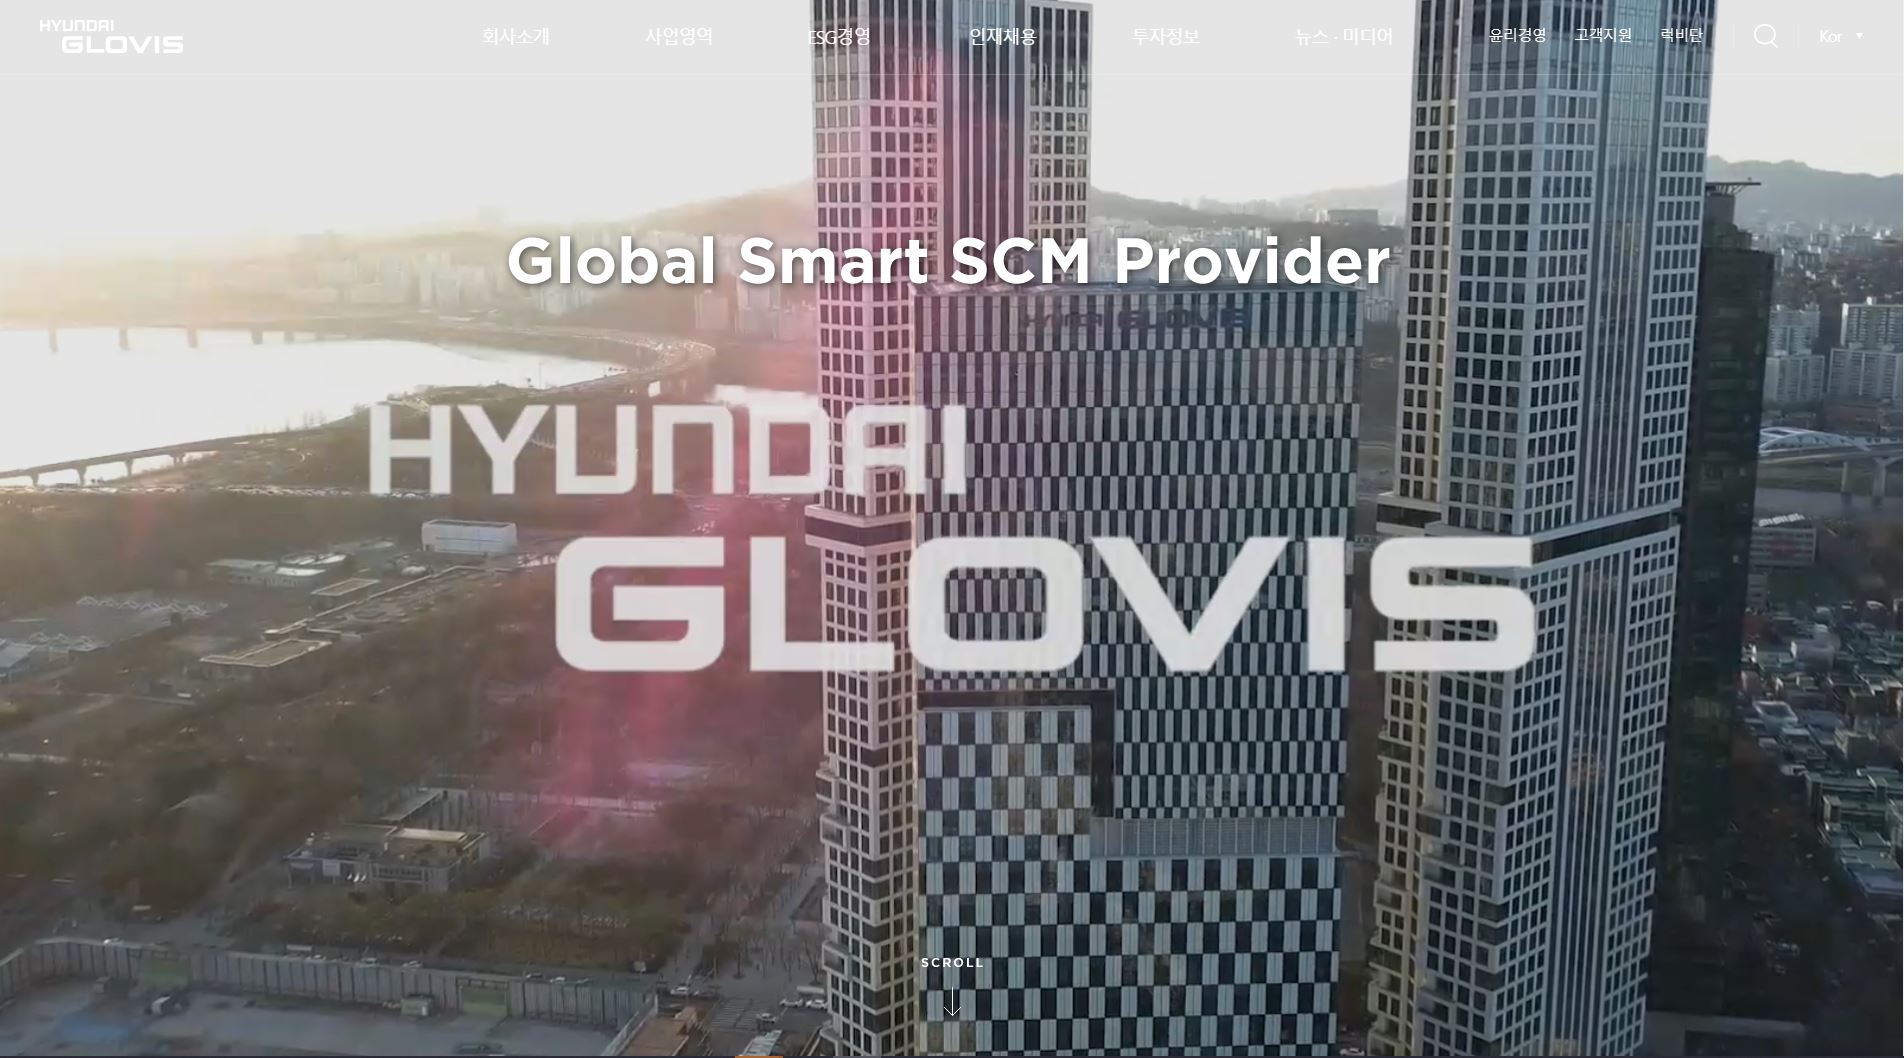 HYUNDAI
GLOVIS
회사소개 사업영역 ESG경영 인재채용 투자정보 뉴스 · 미디어 윤리경영 고객지원 럭비단 Kor
Global Smart SCM Provider
HYUNDAI GLOVIS
HYUNDAI
GLOVIS
SCROLL